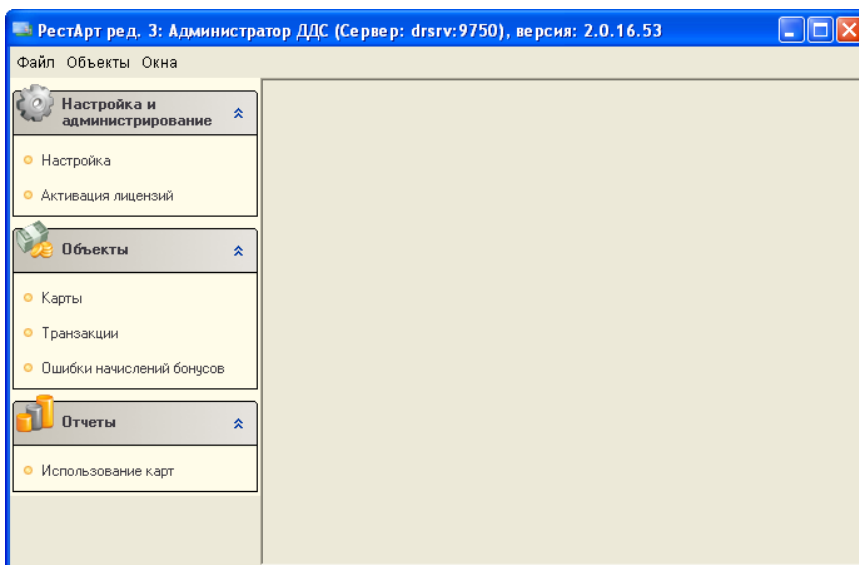 РестАрт ред. 3: Администратор ДДС (Сервер: drsrv:9750), версия: 2.0.16.53
Файл Объекты Окна
Настройка и
администрирование
Настройка
Активация лицензий
Объекты
Карты
Транзакции
Ошибки начислений бонусов
Отчеты
Использование карт